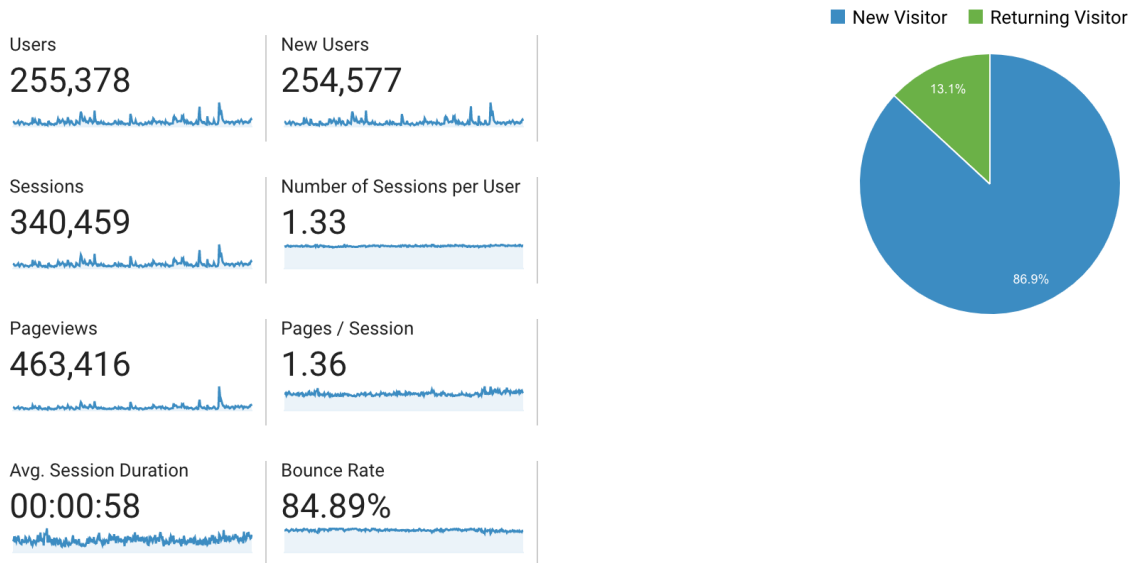 New Visitor
Returning Visitor
Users
255,378
New Users
254,577
Sessions
340,459
Number of Sessions per User
1.33
Pageviews
463,416
Pages / Session
1.36
Avg. Session Duration
00:00:58
Bounce Rate
84.89%
13.1%
86.9%